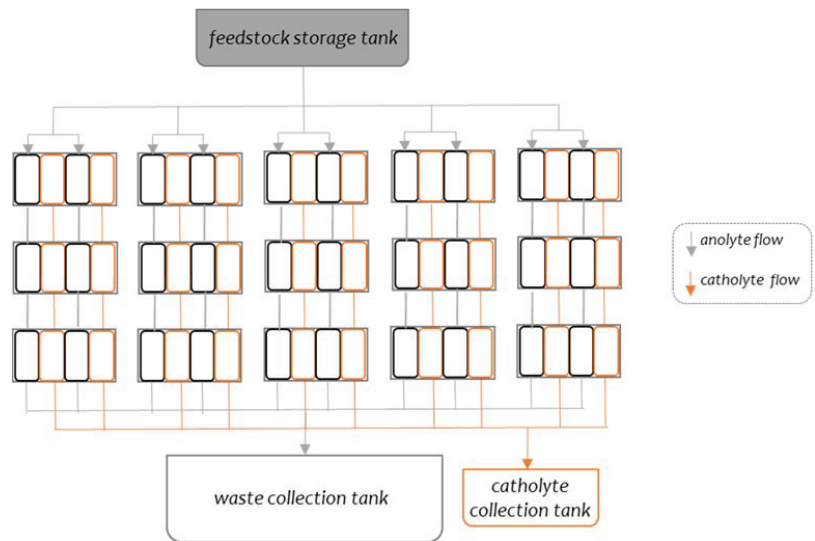 feedstock storage tank
anolyte flow
catholyte flow
waste collection tank
catholyte
collection tank